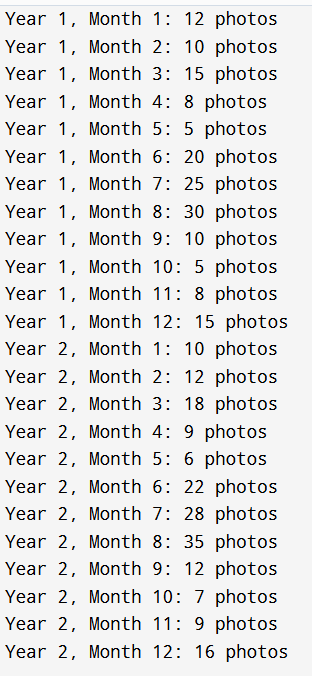 Year 1, Month 1: 12 photos
Year 1, Month 2: 10 photos
Year 1, Month 3: 15 photos
Year 1, Month 4: 8 photos
Year 1, Month 5: 5 photos
Year 1, Month 6: 20 photos
Year 1, Month 7: 25 photos
Year 1, Month 8: 30 photos
Year 1, Month 9: 10 photos
Year 1, Month 10: 5 photos
Year 1, Month 11: 8 photos
Year 1, Month 12: 15 photos
Year 2, Month 1: 10 photos
Year 2, Month 2: 12 photos
Year 2, Month 3: 18 photos
Year 2, Month 4: 9 photos
Year 2, Month 5: 6 photos
Year 2, Month 6: 22 photos
Year 2, Month 7: 28 photos
Year 2, Month 8: 35 photos
Year 2, Month 9: 12 photos
Year 2, Month 10: 7 photos
Year 2, Month 11: 9 photos
Year 2, Month 12: 16 photos